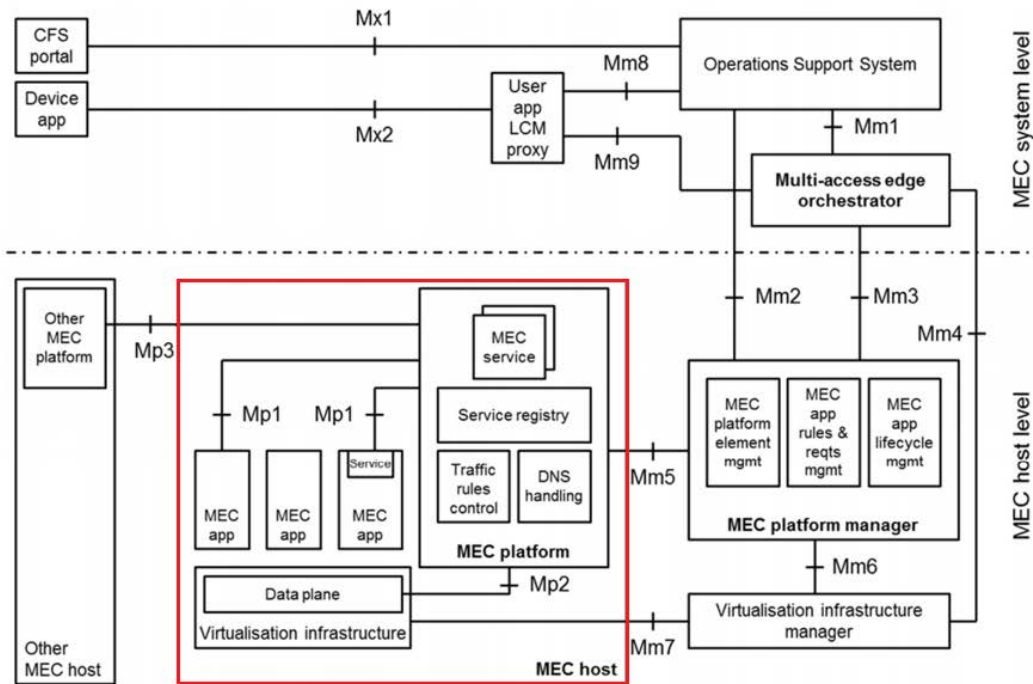 CFS
portal
Mx1
Operations Support System
Device
app
Mx2
User
app
LCM
proxy
Mm8
Mm9
Mm1
Multi-access edge
orchestrator
MEC system level
Other
MEC
platform
Mp3
Other
MEC host
Mp1
Mp1
MEC
app
MEC
app
Service
MEC
app
MEC
service
Service registry
Traffic
rules
control
DNS
handling
MEC platform
Mp2
Data plane
Virtualisation infrastructure
MEC host
Mm5
Mm7
Mm2
Mm3
Mm4
MEC
platform
element
mgmt
MEC
app
rules &
reqts
mgmt
MEC
app
lifecycle
mgmt
MEC platform manager
Mm6
Virtualisation infrastructure
manager
MEC host level